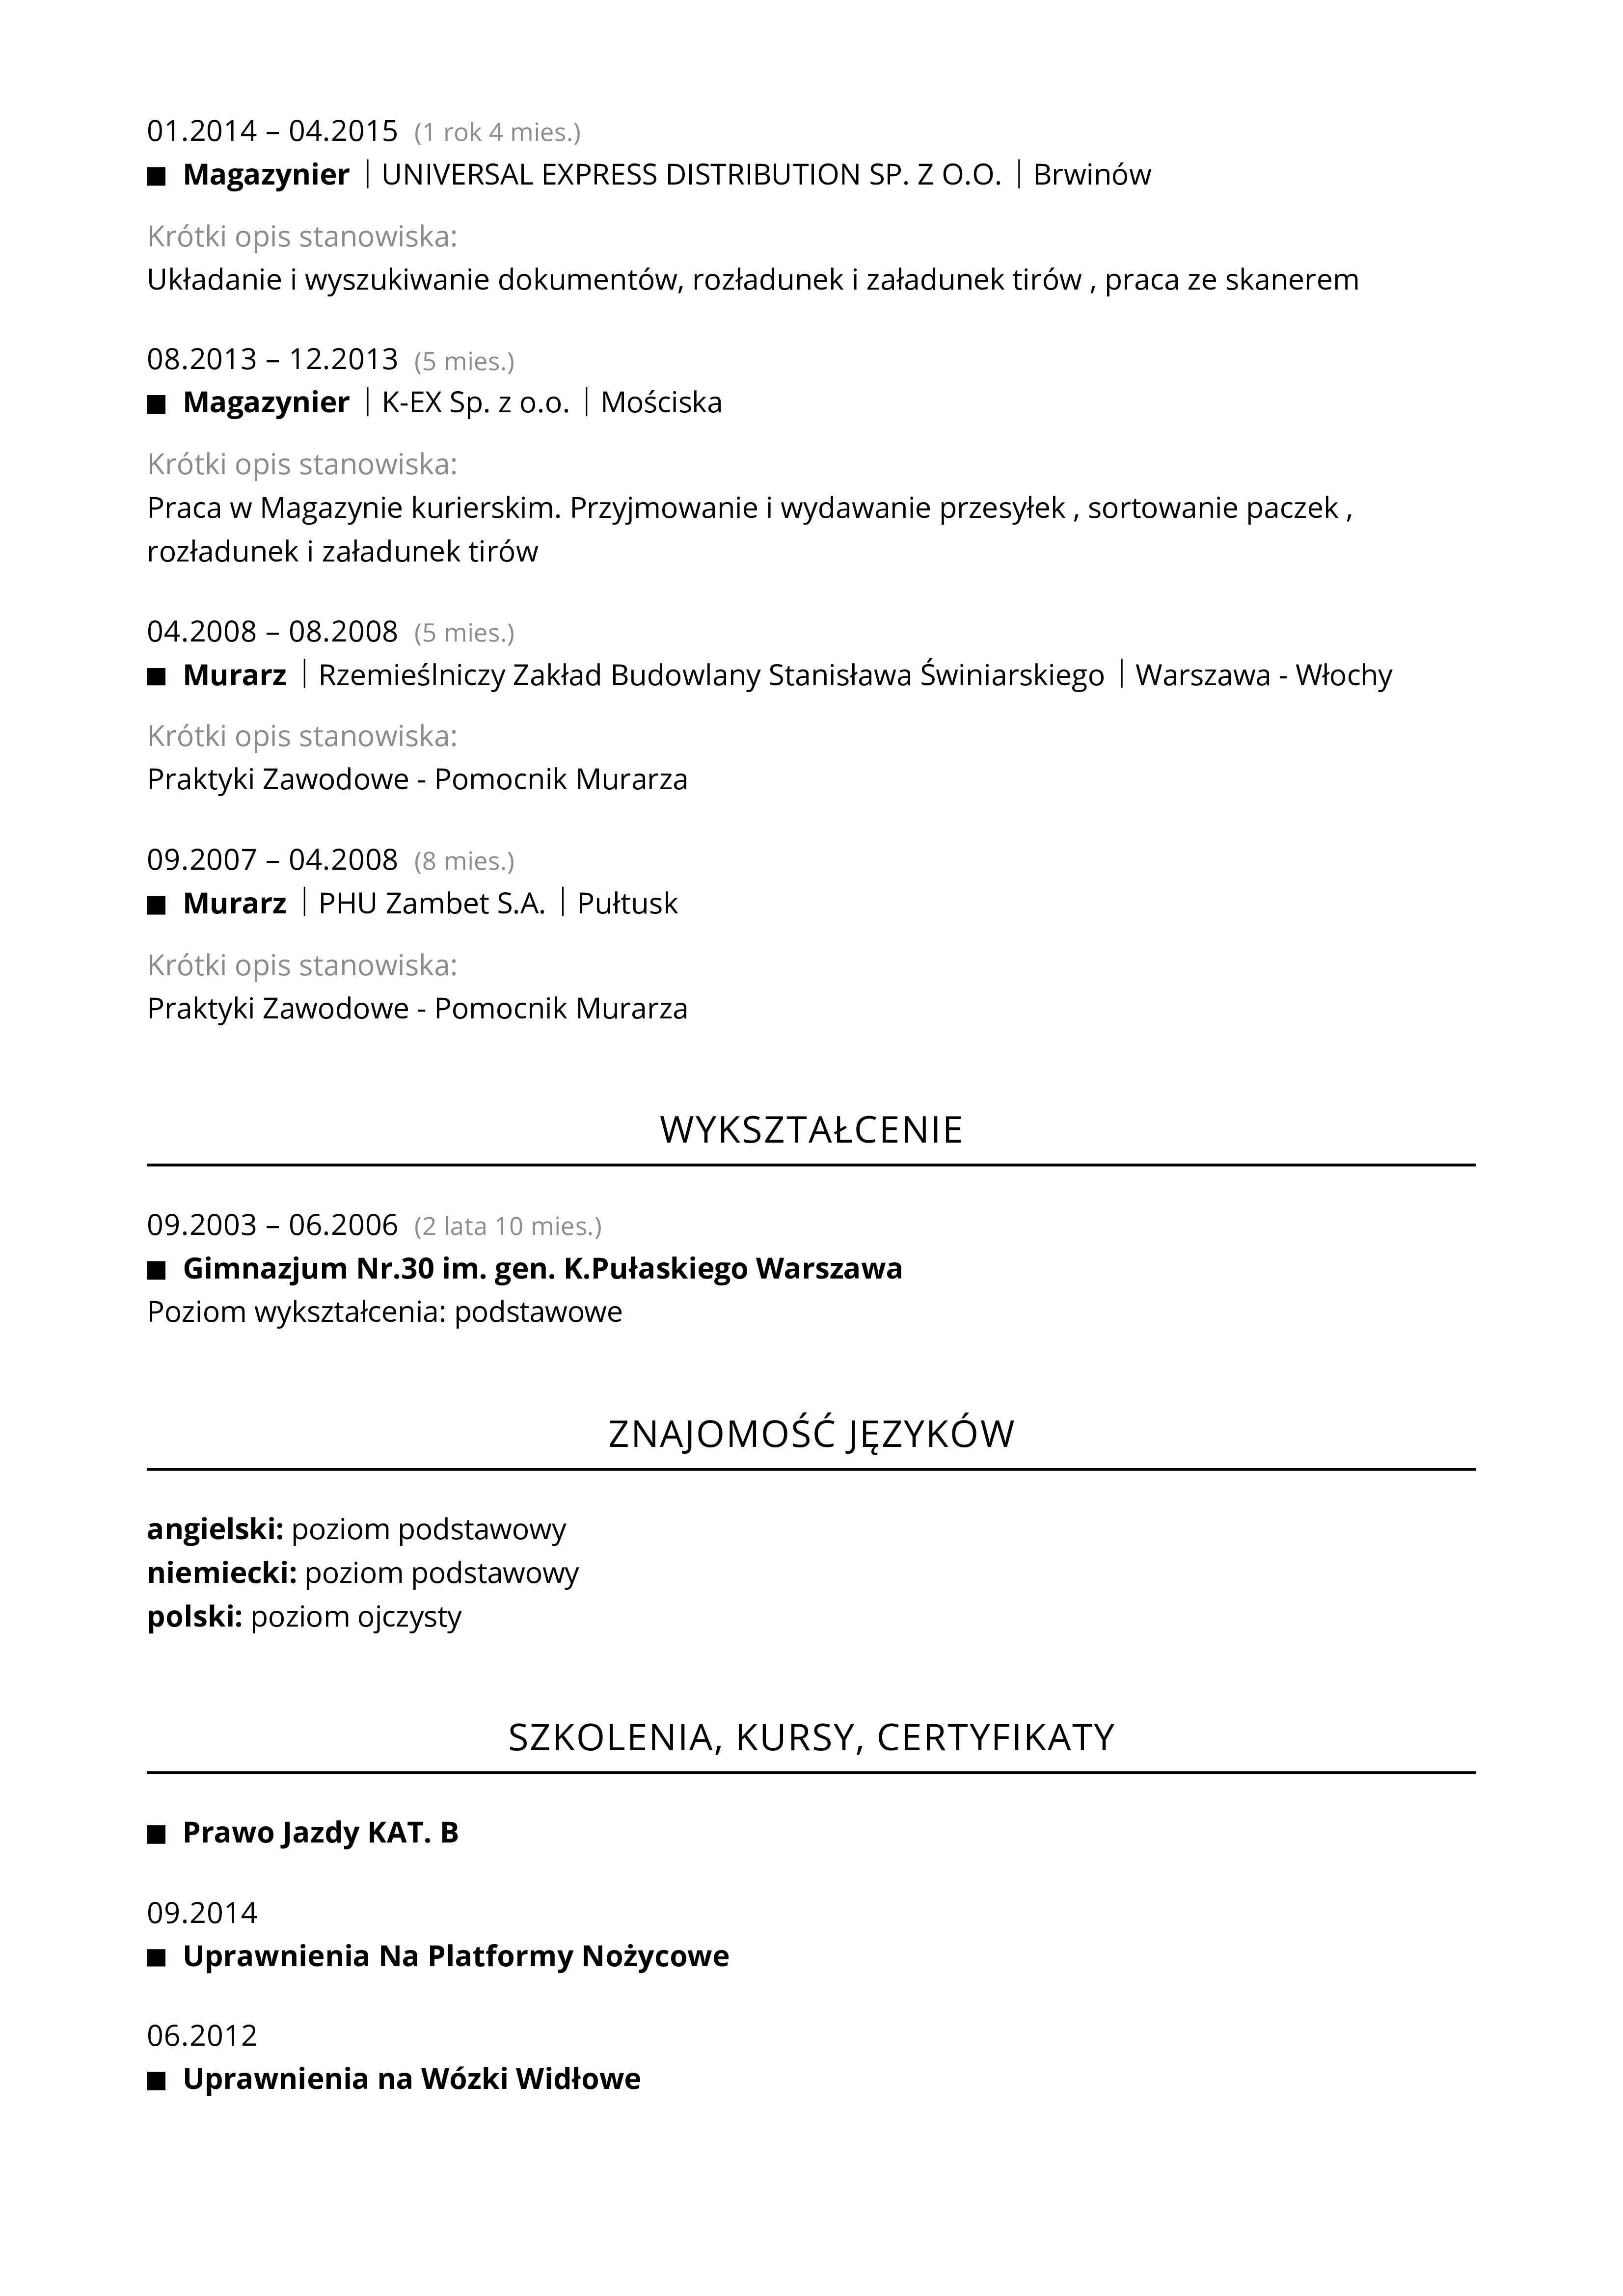 01.2014 – 04.2015 (1 rok 4 mies.)
■ Magazynier | UNIVERSAL EXPRESS DISTRIBUTION SP. Z O.O. | Brwinów
Krótki opis stanowiska:
Układanie i wyszukiwanie dokumentów, rozładunek i załadunek tirów , praca ze skanerem
08.2013 – 12.2013 (5 mies.)
■ Magazynier | K-EX Sp. z o.o. | Mościska
Krótki opis stanowiska:
Praca w Magazynie kurierskim. Przyjmowanie i wydawanie przesyłek , sortowanie paczek ,
rozładunek i załadunek tirów
04.2008 – 08.2008 (5 mies.)
■ Murarz | Rzemieślniczy Zakład Budowlany Stanisława Świniarskiego | Warszawa - Włochy
Krótki opis stanowiska:
Praktyki Zawodowe - Pomocnik Murarza
09.2007 – 04.2008 (8 mies.)
■ Murarz | PHU Zambet S.A. | Pułtusk
Krótki opis stanowiska:
Praktyki Zawodowe - Pomocnik Murarza
WYKSZTAŁCENIE
09.2003 – 06.2006 (2 lata 10 mies.)
■ Gimnazjum Nr.30 im. gen. K.Pułaskiego Warszawa
Poziom wykształcenia: podstawowe
ZNAJOMOŚĆ JĘZYKÓW
angielski: poziom podstawowy
niemiecki: poziom podstawowy
polski: poziom ojczysty
SZKOLENIA, KURSY, CERTYFIKATY
■ Prawo Jazdy KAT. B
09.2014
■ Uprawnienia Na Platformy Nożycowe
06.2012
■ Uprawnienia na Wózki Widłowe